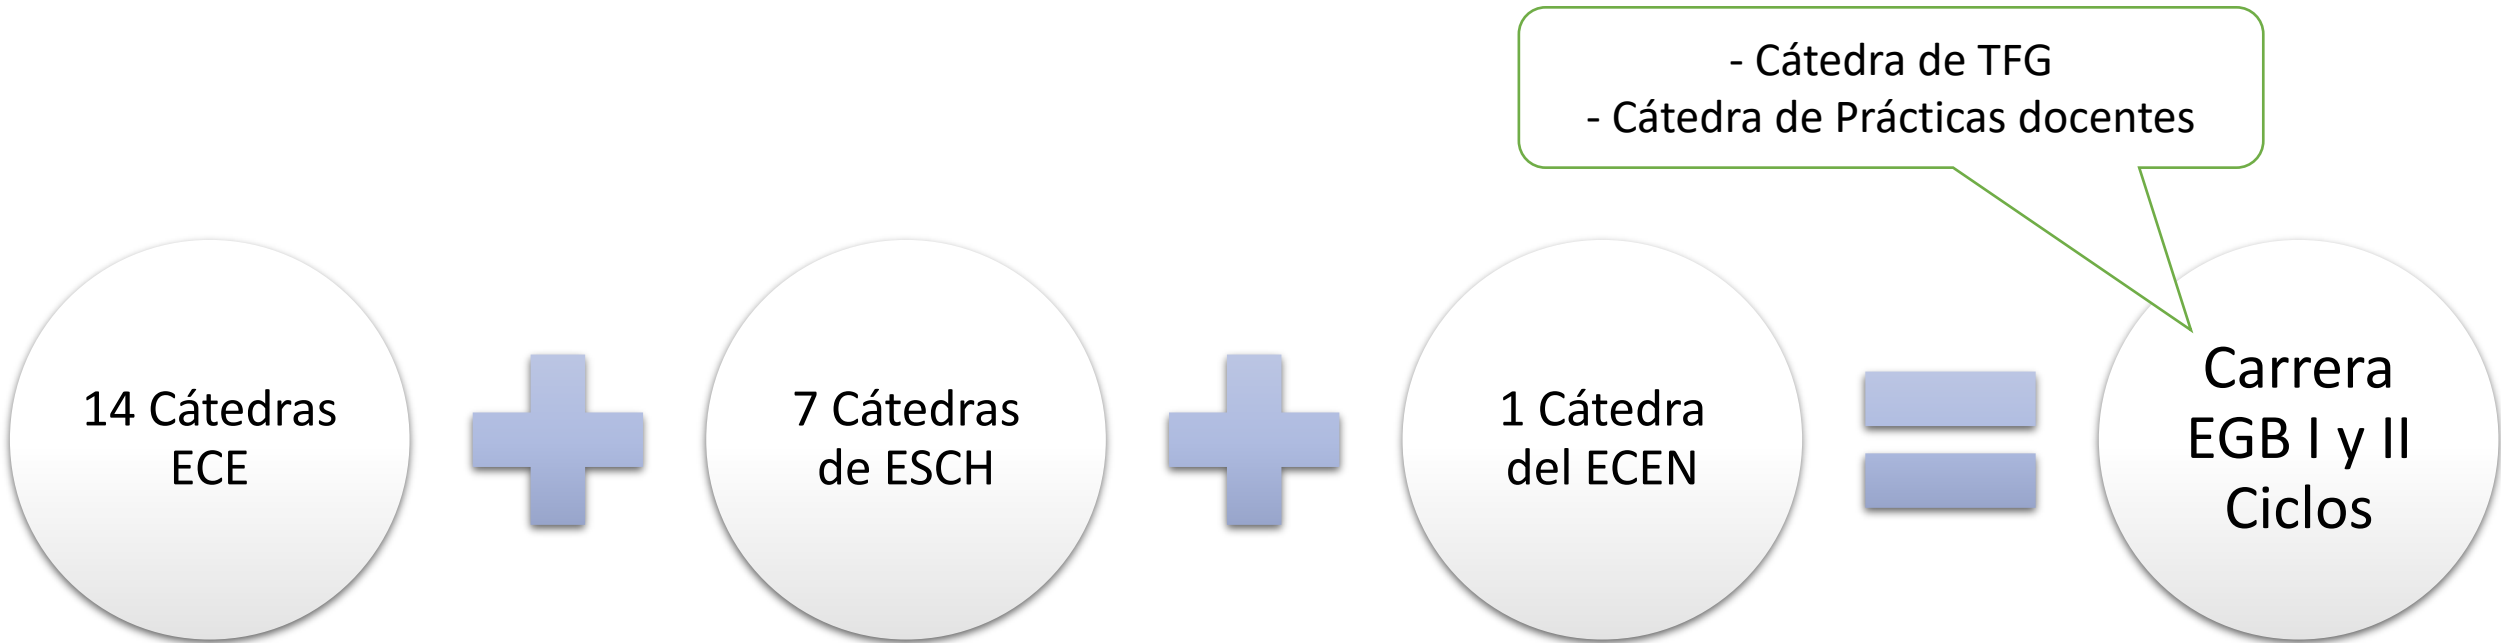 - Cátedra de TFG
- Cátedra de Prácticas docentes
14 Cátedras
ECE
7 Cátedras
de ESCH
1 Cátedra
del ECEN
Carrera
EGB I y II
Ciclos